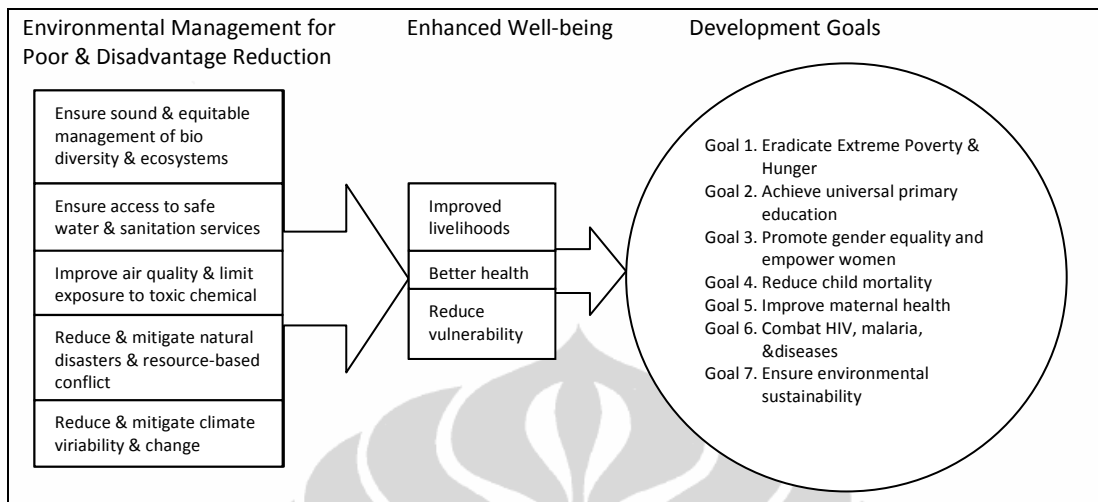 Environmental Management for
Poor & Disadvantage Reduction
Enhanced Well-being
Development Goals
Ensure sound & equitable
management of bio
diversity & ecosystems
Ensure access to safe
water & sanitation services
Improve air quality & limit
exposure to toxic chemical
Reduce & mitigate natural
disasters & resource-based
conflict
Reduce & mitigate climate
viriability & change
Improved
livelihoods
Better health
Reduce
vulnerability
Goal 1. Eradicate Extreme Poverty &
Hunger
Goal 2. Achieve universal primary
education
Goal 3. Promote gender equality and
empower women
Goal 4. Reduce child mortality
Goal 5. Improve maternal health
Goal 6. Combat HIV, malaria,
&diseases
Goal 7. Ensure environmental
sustainability